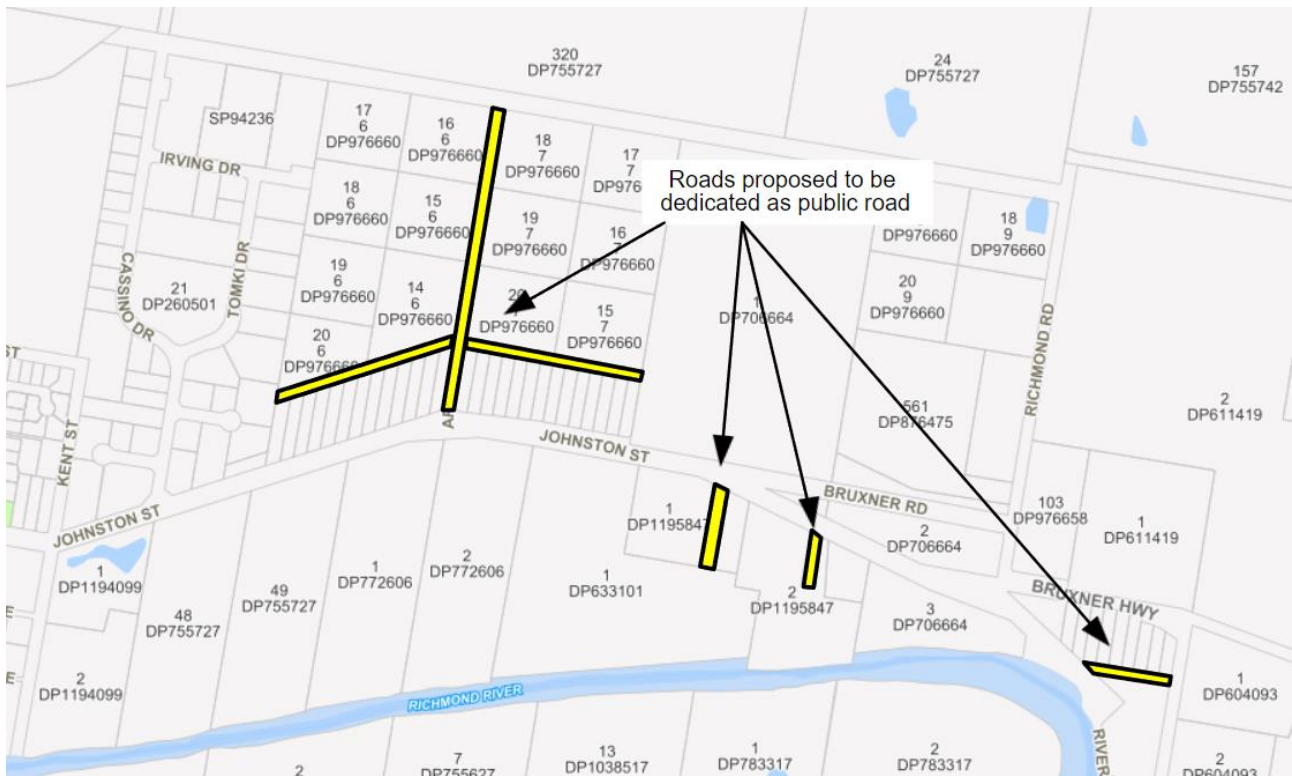 320
DP755727
24
DP755727
157
DP755742
SP94236
17
6
DP976660
16
6
DP976660
18
7
DP976660
17
7
IRVING DR
Roads proposed to be
dedicated as public road
18
6
DP976660
15
6
DP976660
19
7
DP976660
16
DP976660
DP976660
18
9
DP976660
CASSINO DR
TOMKI DR
21
DP260501
19
6
DP976660
14
6
DP976660
DP976660
15
7
DP976660
DP706664
20
9
DP976660
RICHMOND RD
20
6
2
DP611419
KENT ST
JOHNSTON ST
561
DP876475
JOHNSTON ST
1
DP1195847
BRUXNER RD
2
DP706664
103
DP976658
1
DP611419
1
DP1194099
48
DP755727
49
DP755727
1
DP772606
2
DP772606
1
DP633101
2
DP1195847
3
DP706664
BRUXNER HWY
2
DP1194099
RICHMOND RIVER
1
DP604093
2
7
DP755627
13
DP1038517
1
DP783317
2
DP783317
RIVER
2
DP604093